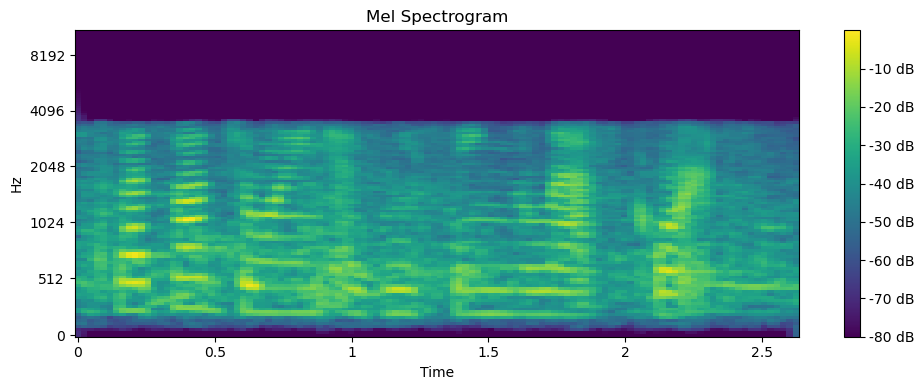 Mel Spectrogram
8192
4096
2048
1024
512
0
Hz
0
0.5
1
1.5
2
2.5
Time
-10 dB
-20 dB
-30 dB
-40 dB
-50 dB
-60 dB
-70 dB
-80 dB